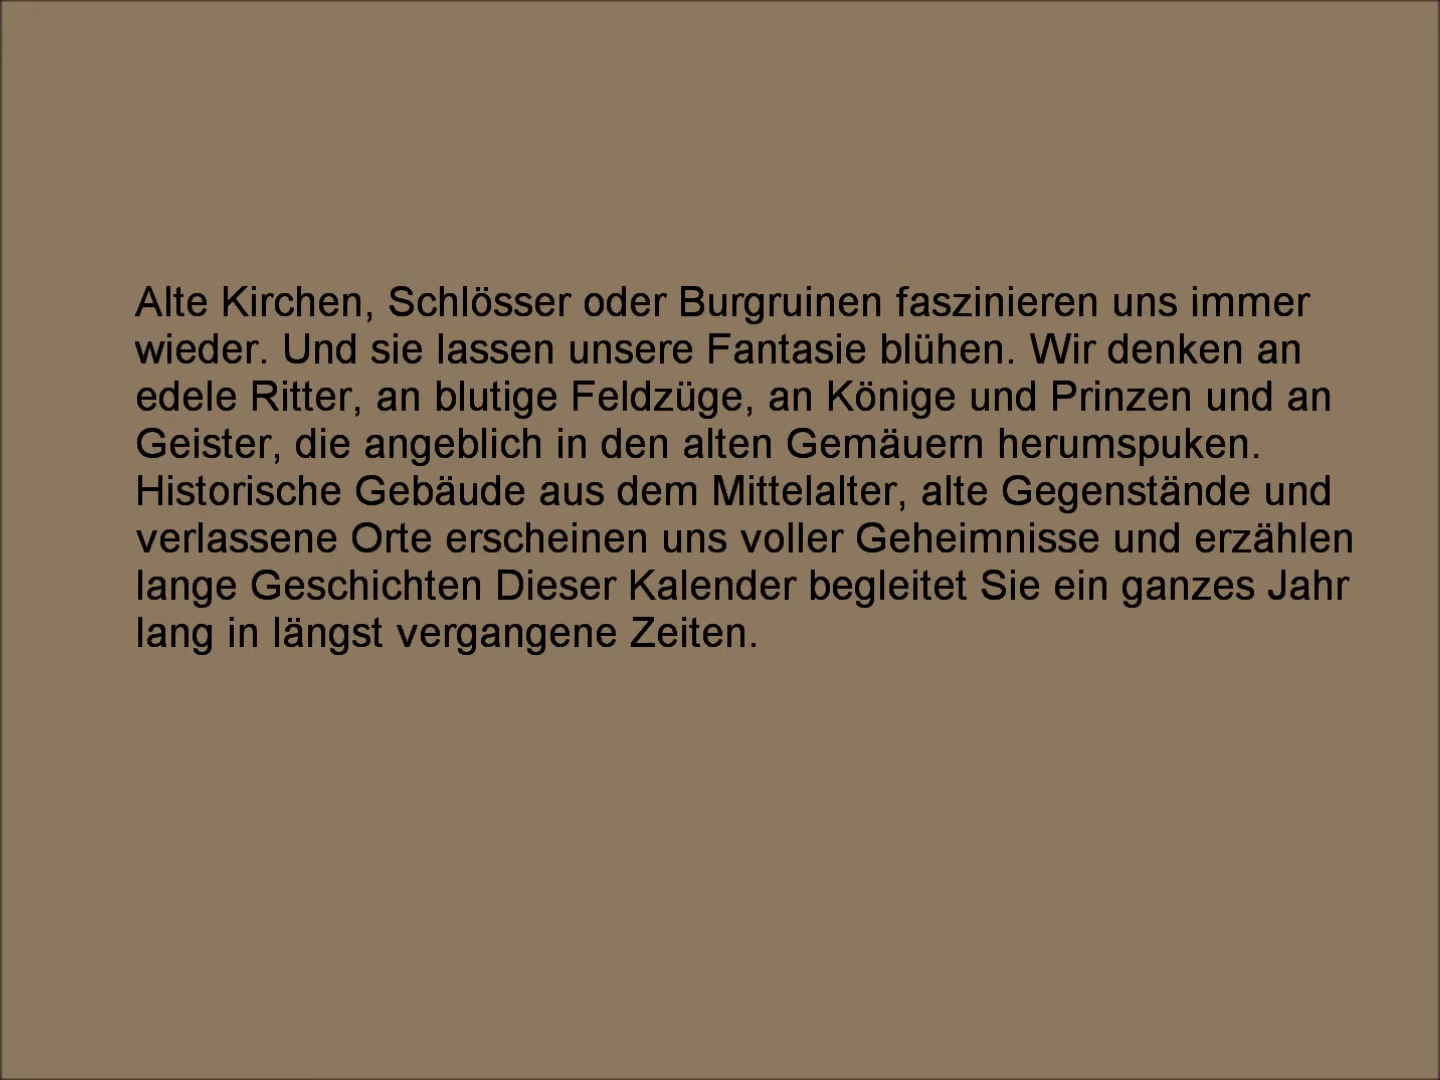 Alte Kirchen, Schlösser oder Burgruinen faszinieren uns immer
wieder. Und sie lassen unsere Fantasie blühen. Wir denken an
edele Ritter, an blutige Feldzüge, an Könige und Prinzen und an
Geister, die angeblich in den alten Gemäuern herumspuken.
Historische Gebäude aus dem Mittelalter, alte Gegenstände und
verlassene Orte erscheinen uns voller Geheimnisse und erzählen
lange Geschichten Dieser Kalender begleitet Sie ein ganzes Jahr
lang in längst vergangene Zeiten.